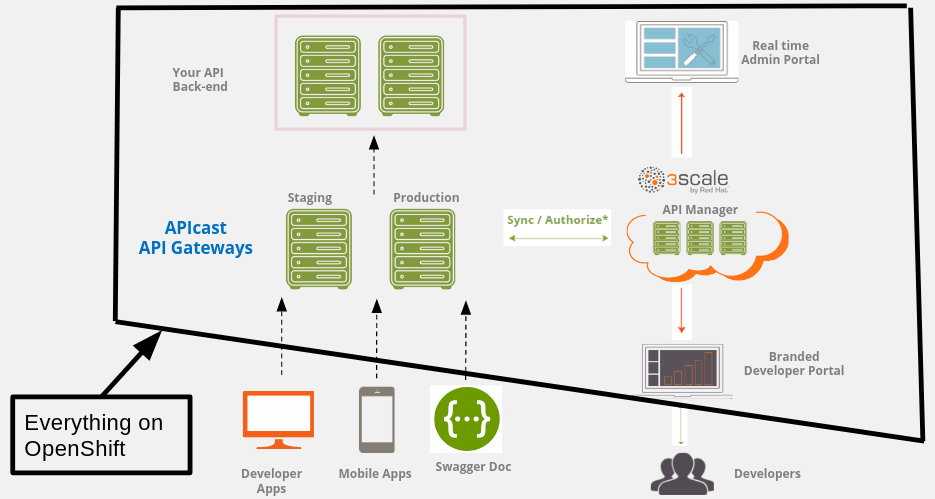 Your API
Back-end
Real time
Admin Portal
3scale
by Red Hat
API Manager
Staging
Production
APIcast
API Gateways
Sync / Authorize*
Branded
Developer Portal
Everything on
OpenShift
{...}
Developer
Apps
Mobile Apps
Swagger Doc
Developers